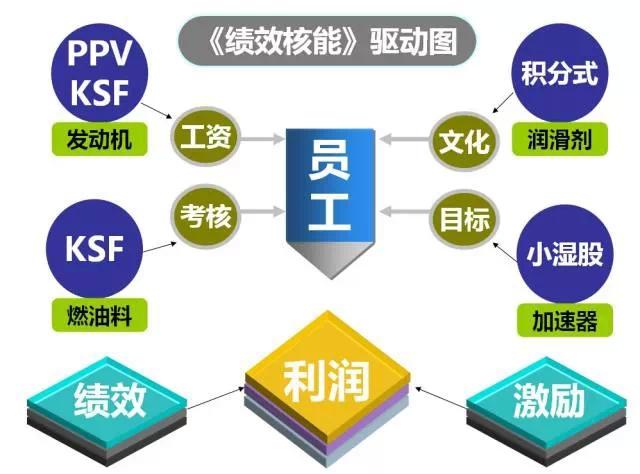 《绩效核能》驱动图
PPV
KSF
发动机
工资
积分式
润滑剂
文化
员
工
KSF
燃油料
考核
小湿股
加速器
目标
绩效
利润
激励